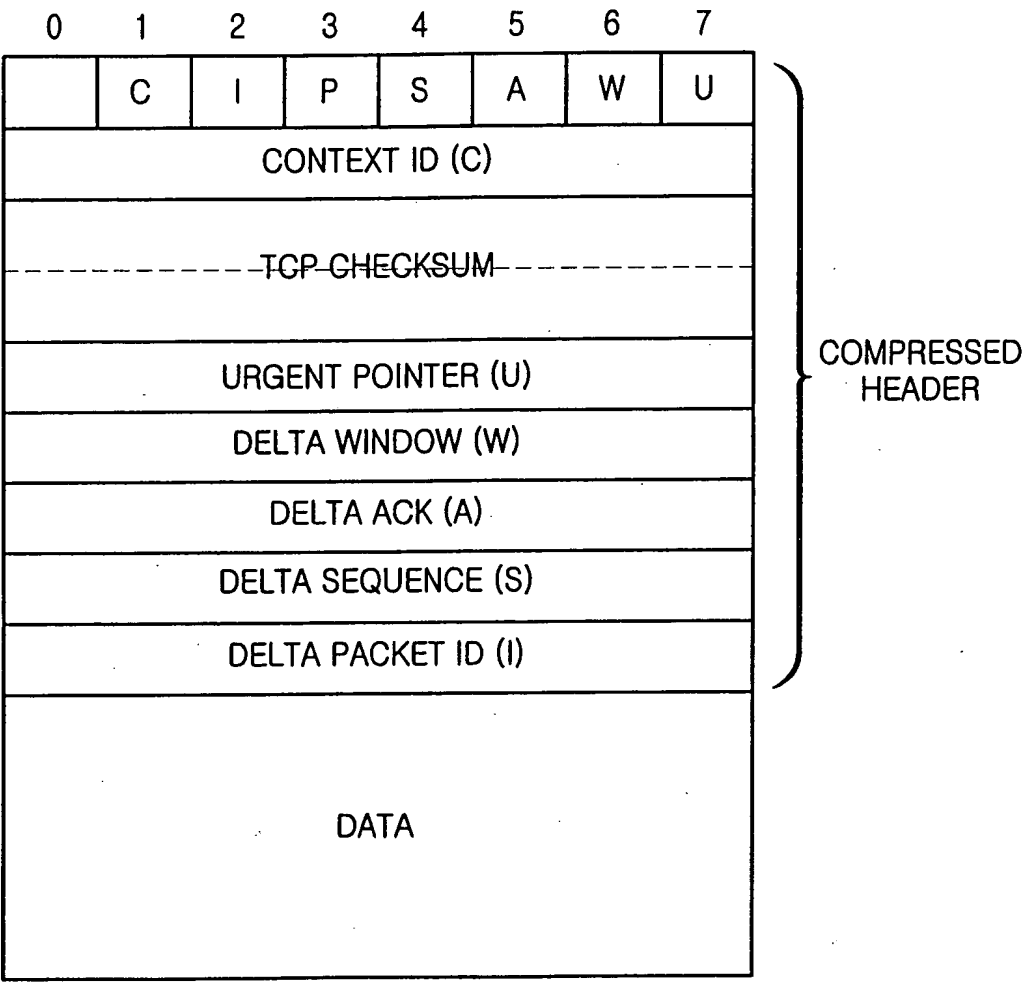 0 1 2 3 4 5 6 7
C I P S A W U
CONTEXT ID (C)
TCP CHECKSUM
URGENT POINTER (U)
DELTA WINDOW (W)
DELTA ACK (A)
DELTA SEQUENCE (S)
DELTA PACKET ID (I)
DATA
COMPRESSED
HEADER